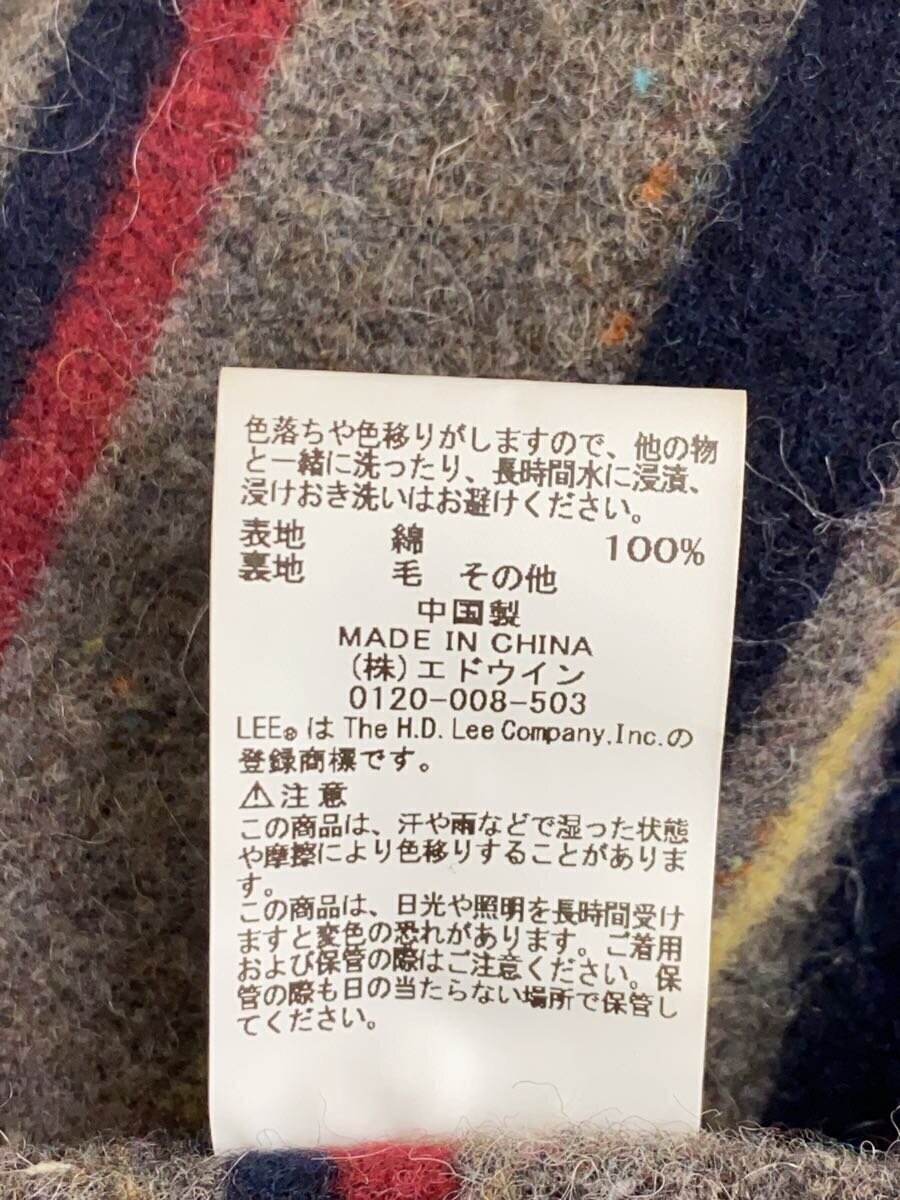 色落ちや色移りがしますので、他の物
と一緒に洗ったり、長時間水に浸漬、
浸けおき洗いはお避けください。
表地 綿 100%
裏地 毛 その他
中国製
MADE IN CHINA
(株)エドウイン
0120-008-503
LEE®は The H.D. Lee Company,Inc.の
登録商標です。
⚠注意
この商品は、汗や雨などで湿った状態
や摩擦により色移りすることがありま
す。
この商品は、日光や照明を長時間受け
ますと変色の恐れがあります。ご着用
および保管の際はご注意ください。保
管の際も日の当たらない場所で保管し
てください。